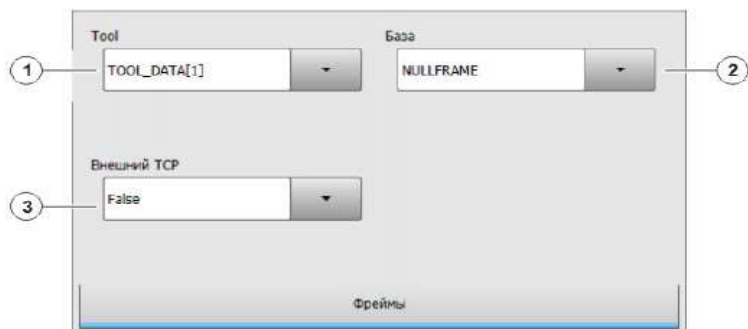 Tool
База
1
TOOL_DATA[1]
NULLFRAME
2
Внешний TCP
3
False
Фреймы